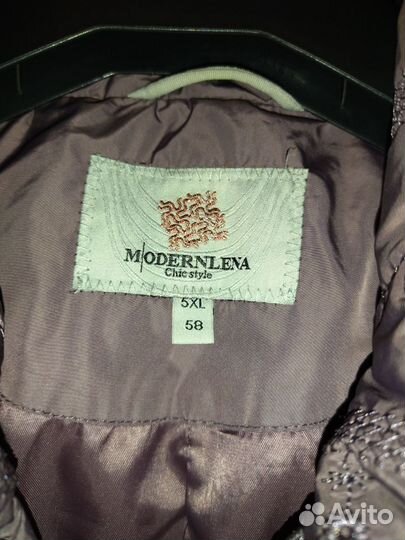 MODERNLENA
Chic style
5XL
58
Avito